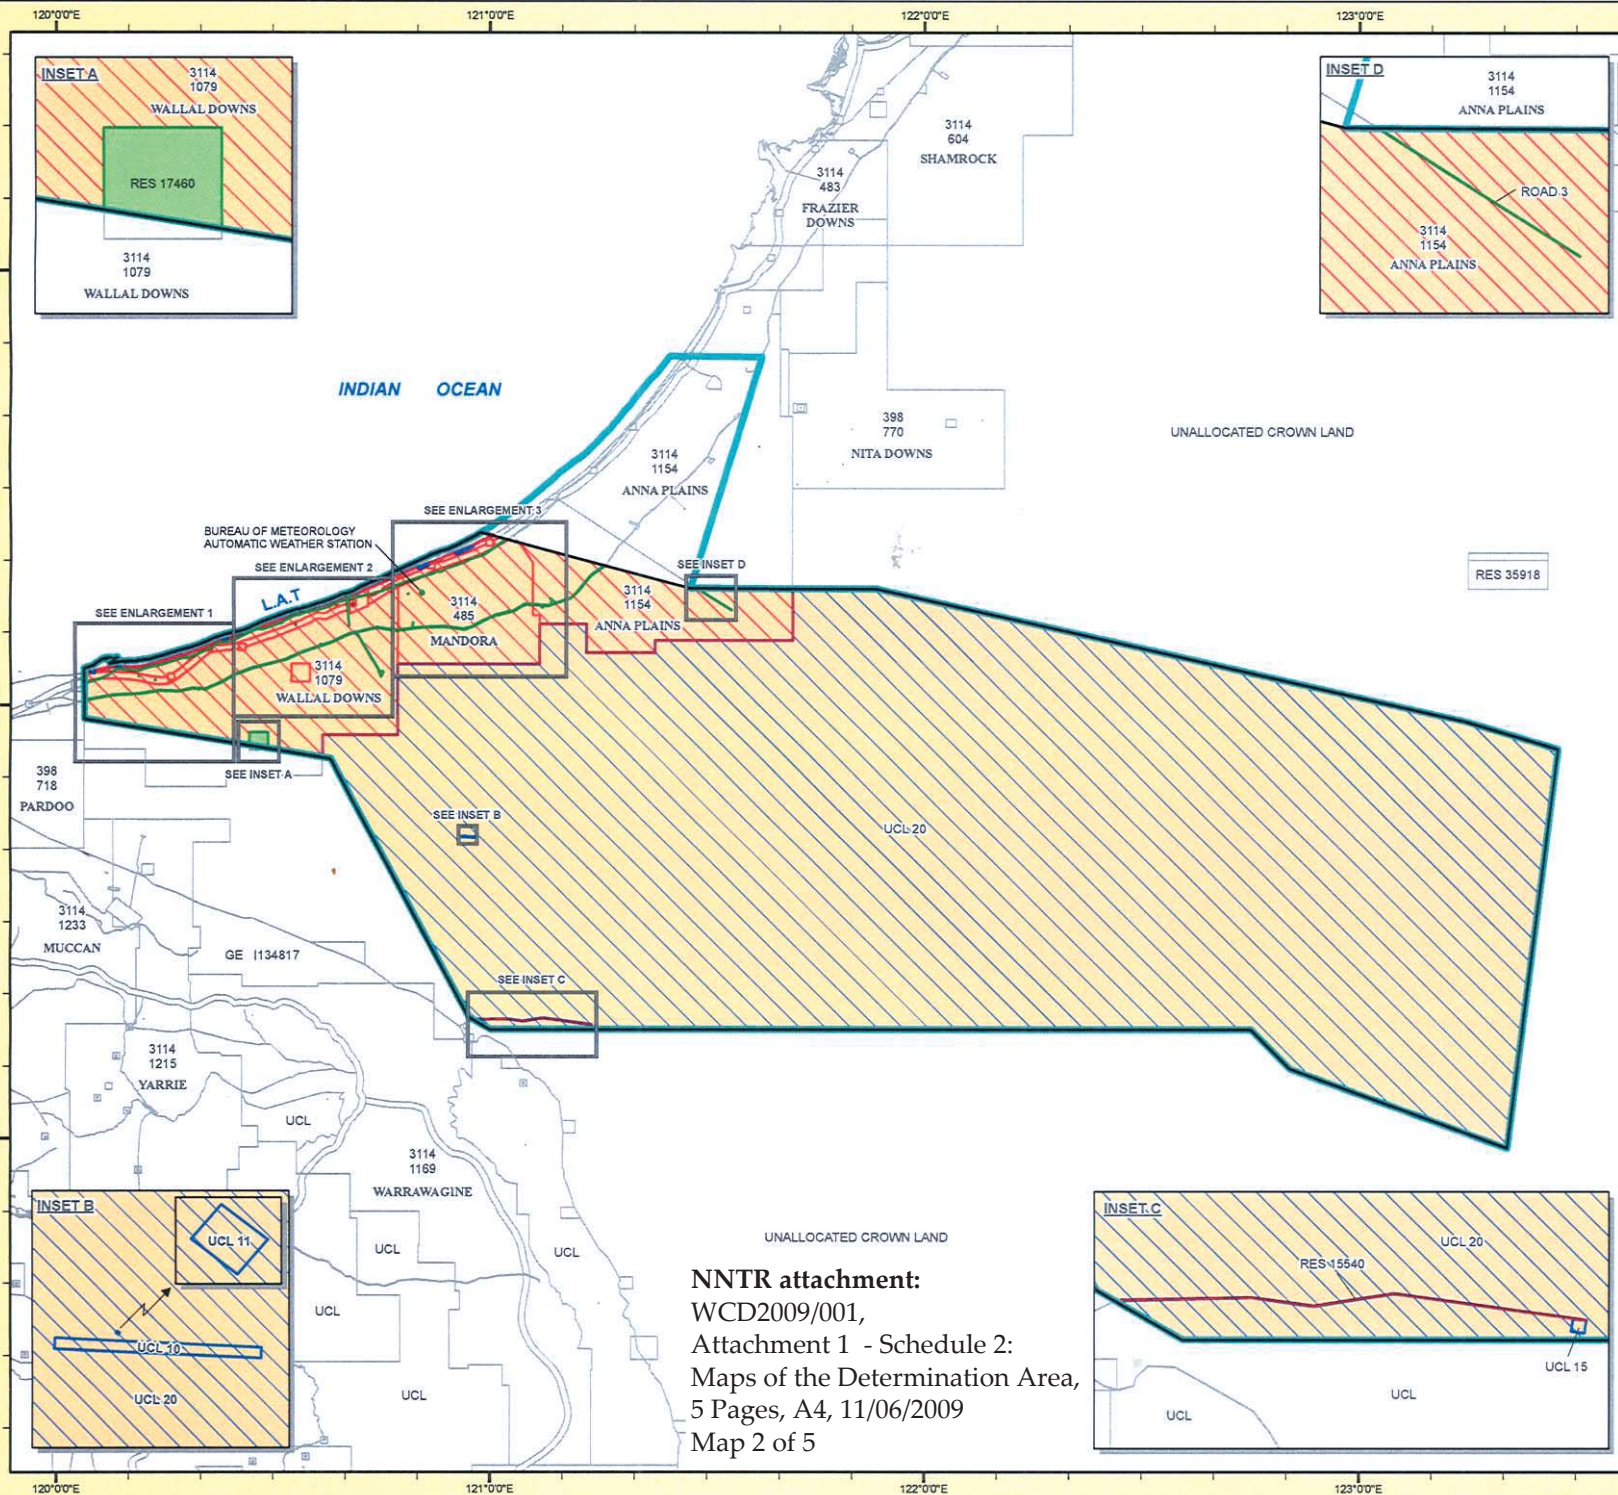 120°0'0"E
121°0'0"E
122°0'0"E
123°0'0"E
INSET A
3114
1079
WALLAL DOWNS
RES 17460
3114
1079
WALLAL DOWNS
INSET D
3114
1154
ANNA PLAINS
ROAD 3
3114
1154
ANNA PLAINS
3114
604
SHAMROCK
3114
483
FRAZIER
DOWNS
INDIAN OCEAN
398
770
NITA DOWNS
UNALLOCATED CROWN LAND
3114
1154
ANNA PLAINS
SEE ENLARGEMENT 3
BUREAU OF METEOROLOGY
AUTOMATIC WEATHER STATION
SEE ENLARGEMENT 2
SEE INSET D
RES 35918
L.A.T
SEE ENLARGEMENT 1
3114
485
MANDORA
3114
1154
ANNA PLAINS
3114
1079
WALLAL DOWNS
SEE INSET A
398
718
PARDOO
SEE INSET B
UCL 20
3114
1233
MUCCAN
GE I134817
SEE INSET C
3114
1215
YARRIE
UCL
3114
1169
WARRAWAGINE
UCL
UCL
UCL
UCL
INSET B
UCL 11
UCL 10
UCL 20
UNALLOCATED CROWN LAND
NNTR attachment:
WCD2009/001,
Attachment 1 - Schedule 2:
Maps of the Determination Area,
5 Pages, A4, 11/06/2009
Map 2 of 5
INSET C
UCL 20
RES 15540
UCL 15
UCL
UCL
120°0'0"E
121°0'0"E
122°0'0"E
123°0'0"E